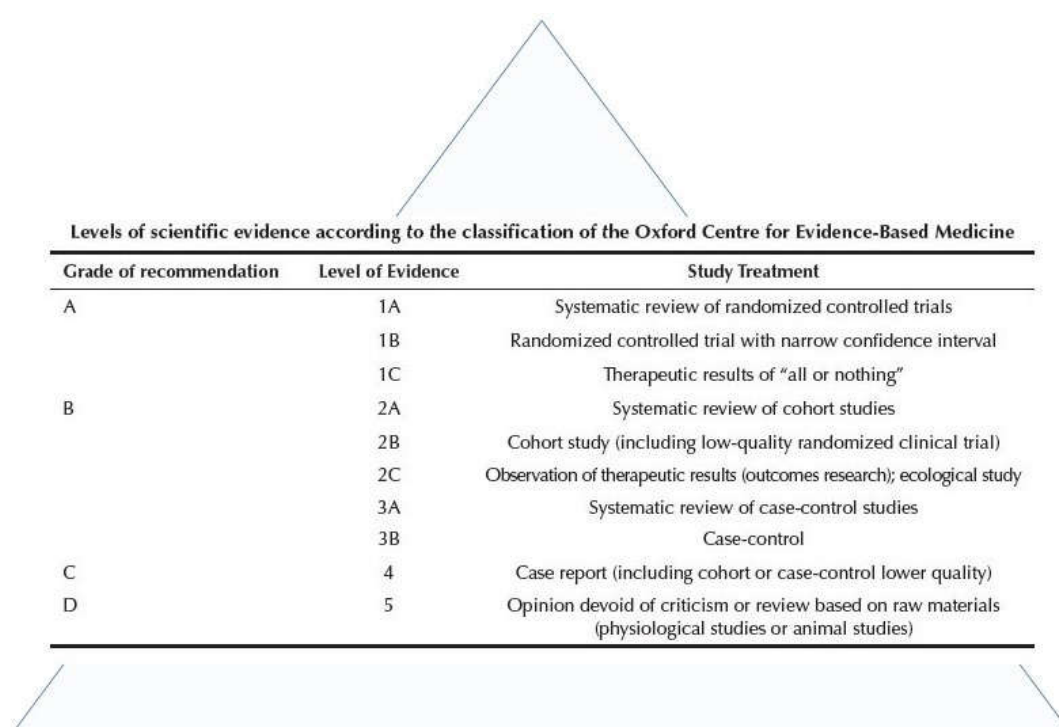 Levels of scientific evidence according to the classification of the Oxford Centre for Evidence-Based Medicine
Grade of recommendation Level of Evidence Study Treatment
A 1A Systematic review of randomized controlled trials
1B Randomized controlled trial with narrow confidence interval
1C Therapeutic results of “all or nothing”
B 2A Systematic review of cohort studies
2B Cohort study (including low-quality randomized clinical trial)
2C Observation of therapeutic results (outcomes research); ecological study
3A Systematic review of case-control studies
3B Case-control
C 4 Case report (including cohort or case-control lower quality)
D 5 Opinion devoid of criticism or review based on raw materials
(physiological studies or animal studies)